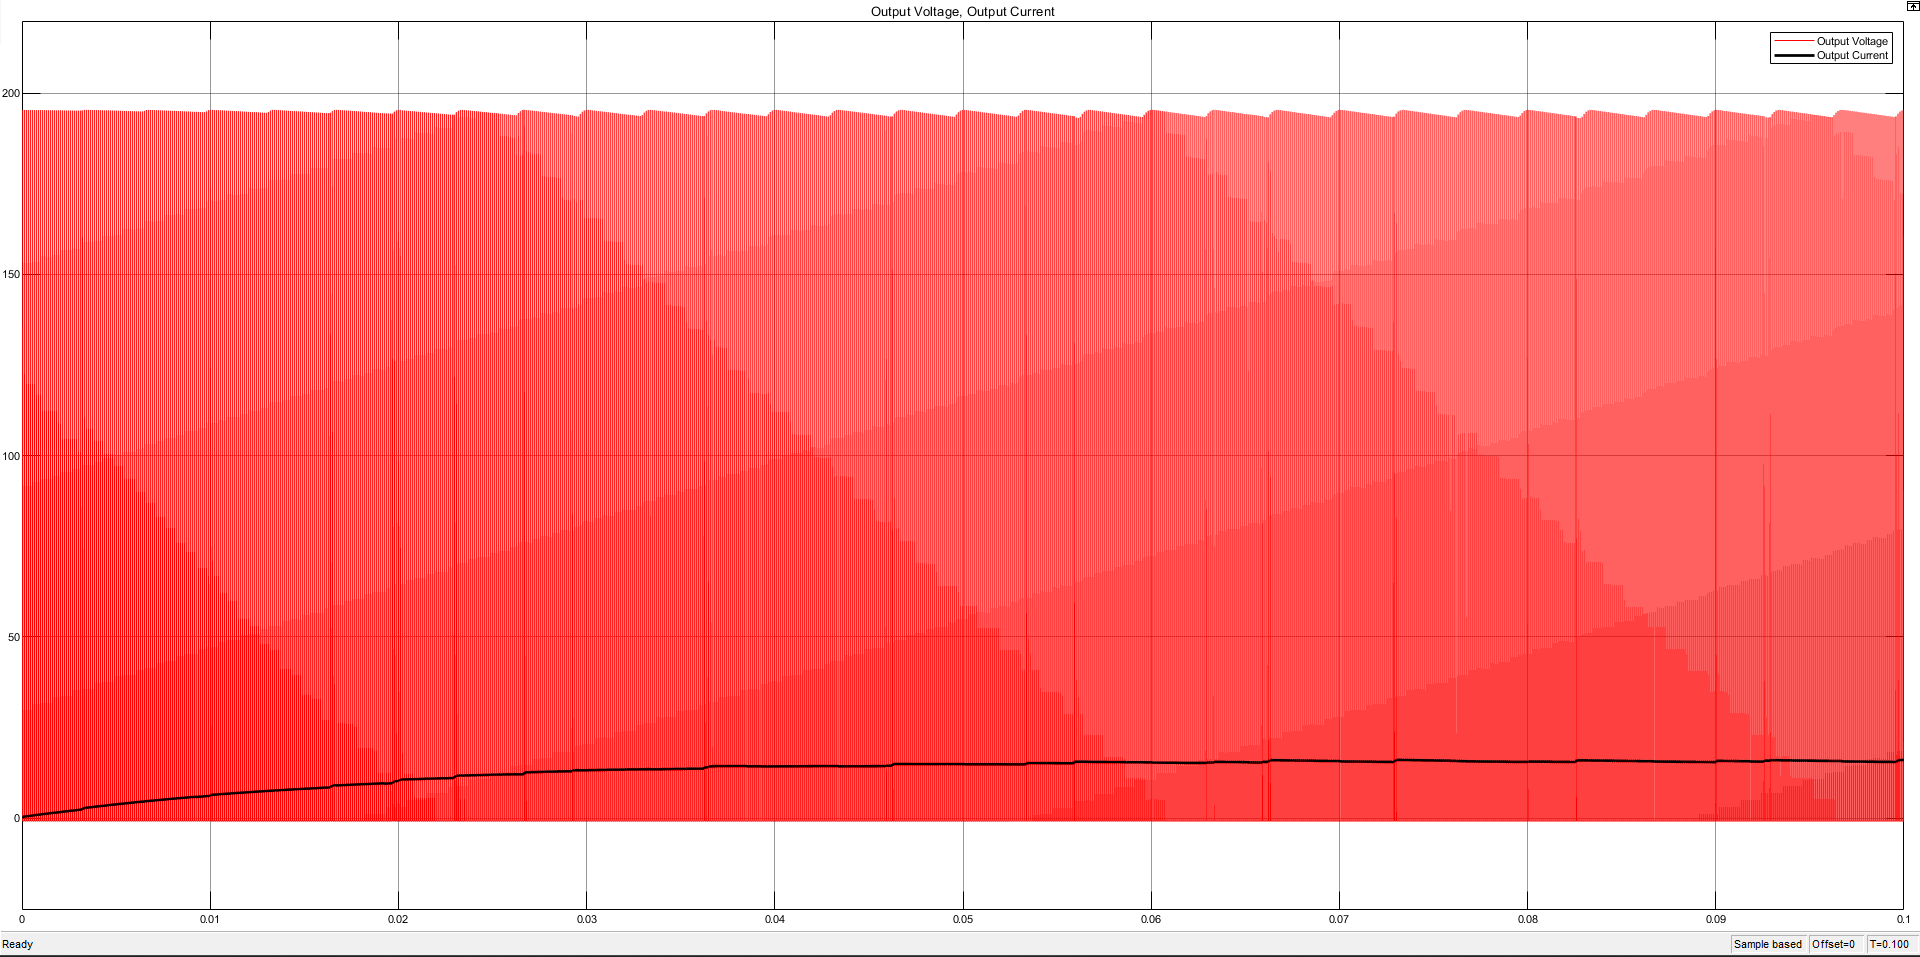 Output Voltage, Output Current
Output Voltage
Output Current
200
150
100
50
0
0 0.01 0.02 0.03 0.04 0.05 0.06 0.07 0.08 0.09 0.1
Ready Sample based Offset=0 T=0.100